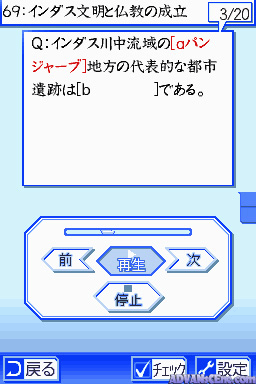 69:インダス文明と仏教の成立
3/20
Q:インダス川中流域の[aパン
ジャーブ]地方の代表的な都市
遺跡は[b　　　　]である。
前
再生
次
停止
戻る
チェック
設定
ADVANCEDS.COM